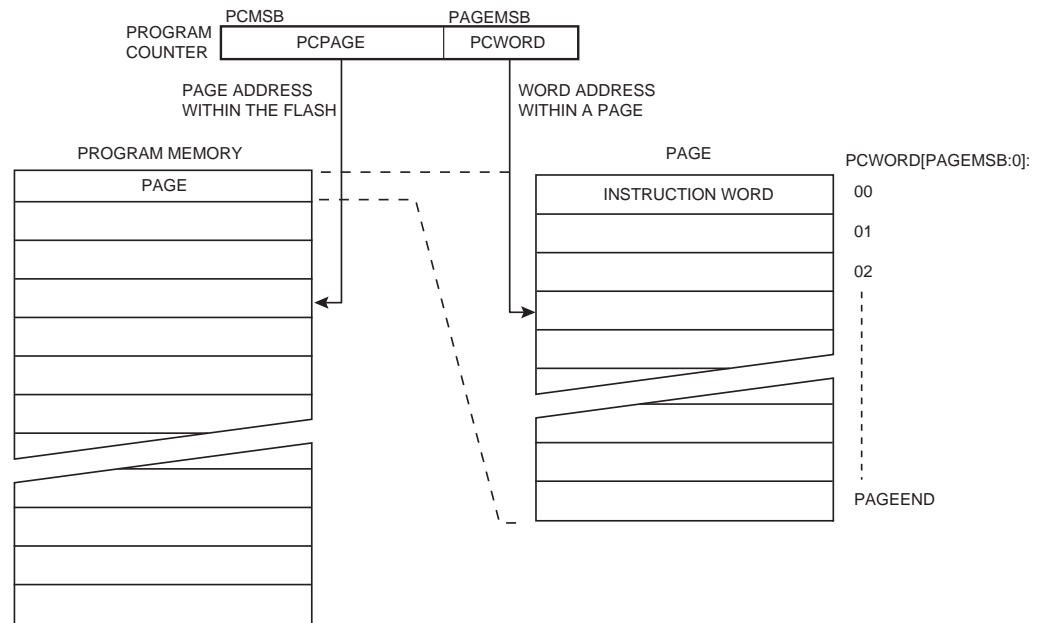 PCMSB
PAGEMSB
PROGRAM
COUNTER
PCPAGE
PCWORD
PAGE ADDRESS
WITHIN THE FLASH
WORD ADDRESS
WITHIN A PAGE
PROGRAM MEMORY
PAGE
PAGE
PCWORD[PAGEMSB:0]:
INSTRUCTION WORD
00
01
02
PAGEEND